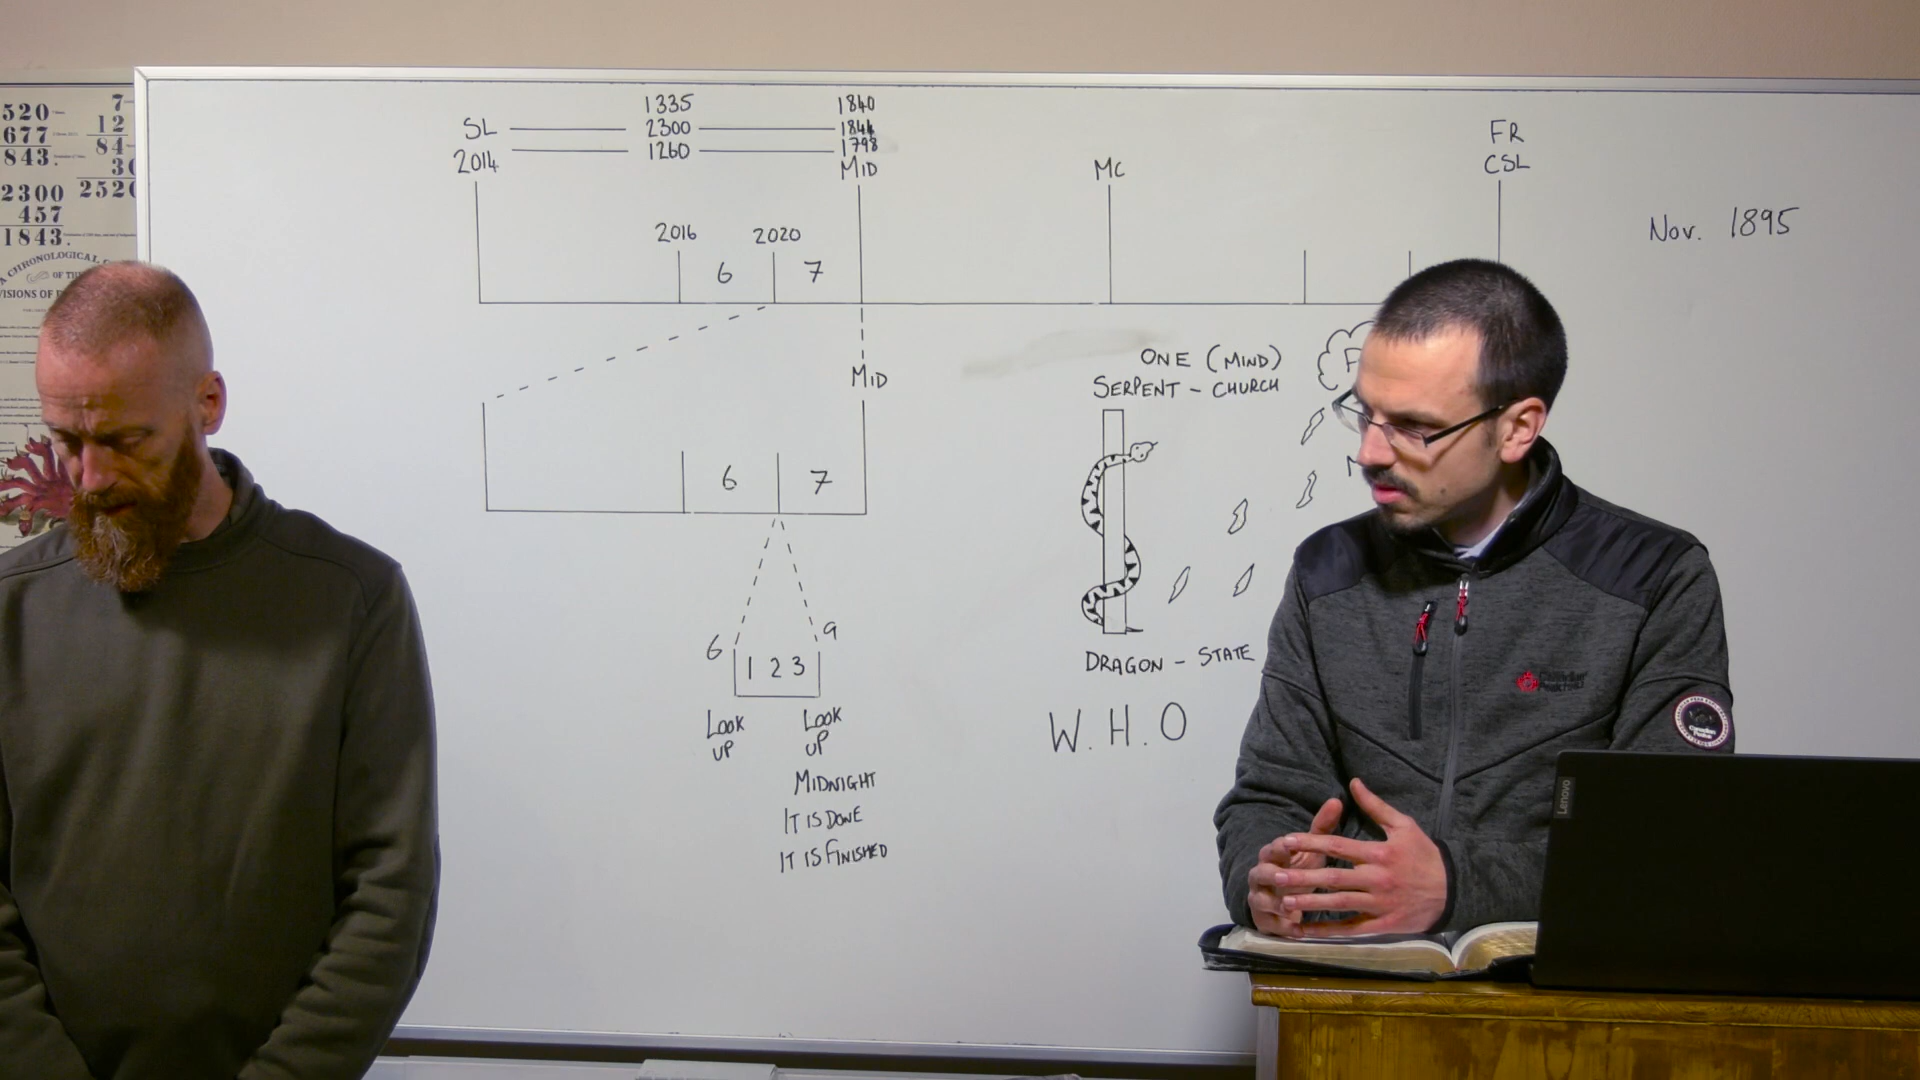 520
677
843.
2300
457
1843.
7
12
84
2520
A CHRONOLOGICAL
OF THE
VISIONS OF
SL
2014
1335
2300
1260
1840
1844
1798
MID
MC
FR
CSL
Nov. 1895
2016
2020
6
7
MID
6
7
6
9
1 2 3
LOOK UP
LOOK UP
MIDNIGHT
IT IS DONE
IT IS FINISHED
ONE (MIND)
SERPENT - CHURCH
DRAGON - STATE
W.H.O
Canadian
Peak
Lenovo